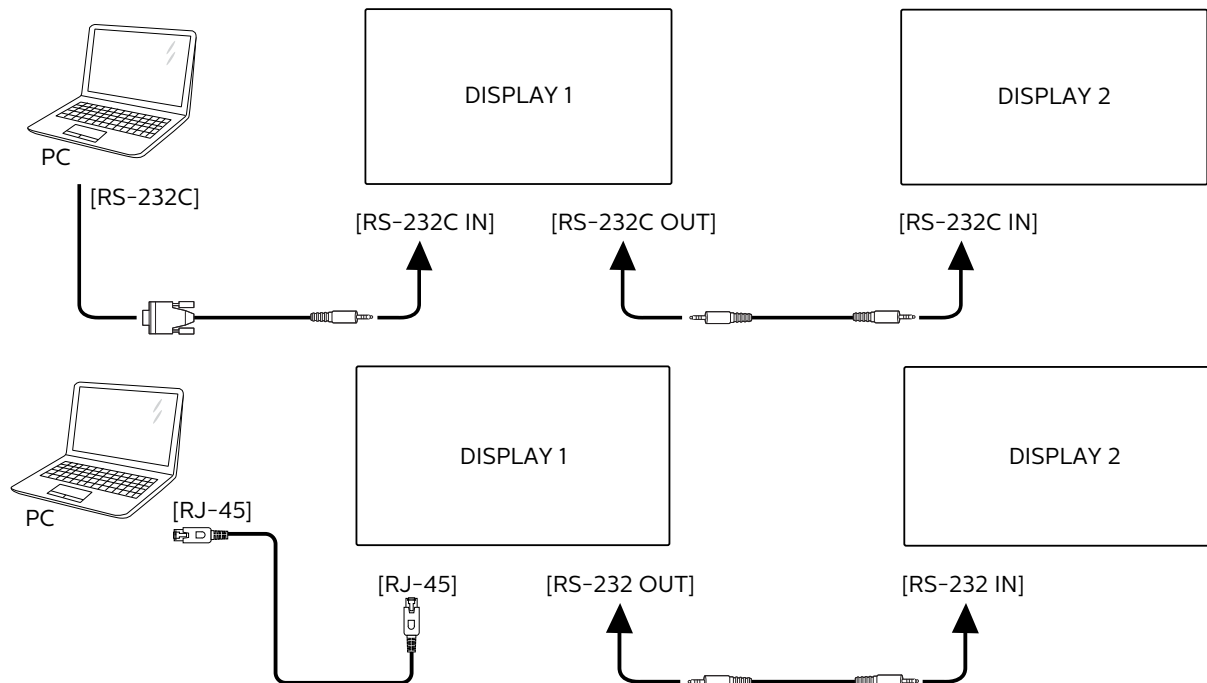 DISPLAY 1
DISPLAY 2
PC
[RS-232C]
[RS-232C IN]
[RS-232C OUT]
[RS-232C IN]
DISPLAY 1
DISPLAY 2
PC
[RJ-45]
[RJ-45]
[RS-232 OUT]
[RS-232 IN]